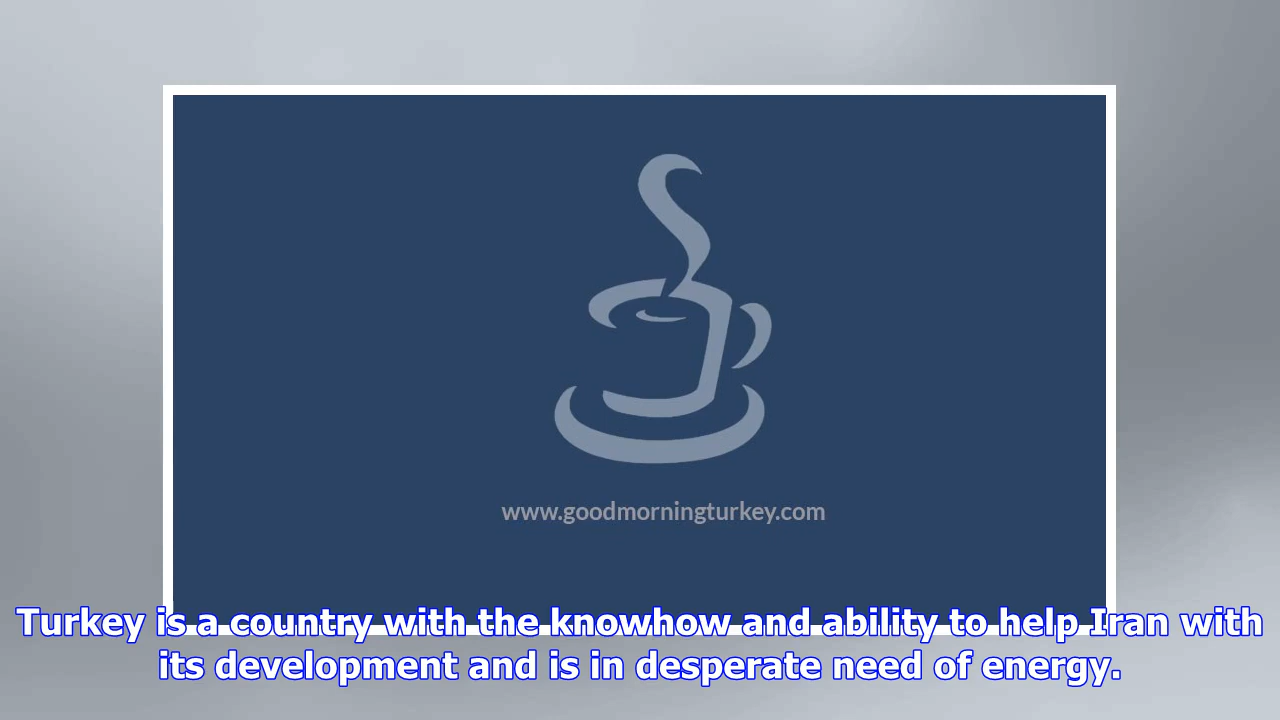 www.goodmorningturkey.com
Turkey is a country with the knowhow and ability to help Iran with
its development and is in desperate need of energy.